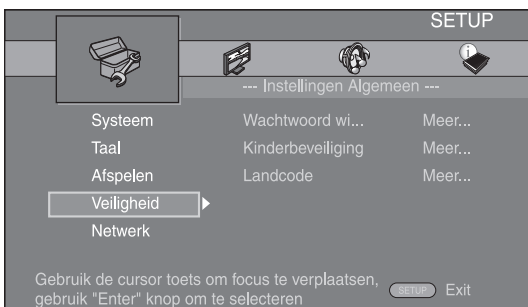 SETUP
--- Instellingen Algemeen ---
Systeem
Wachtwoord wi... Meer...
Taal
Kinderbeveiliging Meer...
Afspelen
Landcode Meer...
Veiligheid
Netwerk
Gebruik de cursor toets om focus te verplaatsen,
gebruik "Enter" knop om te selecteren
SETUP Exit